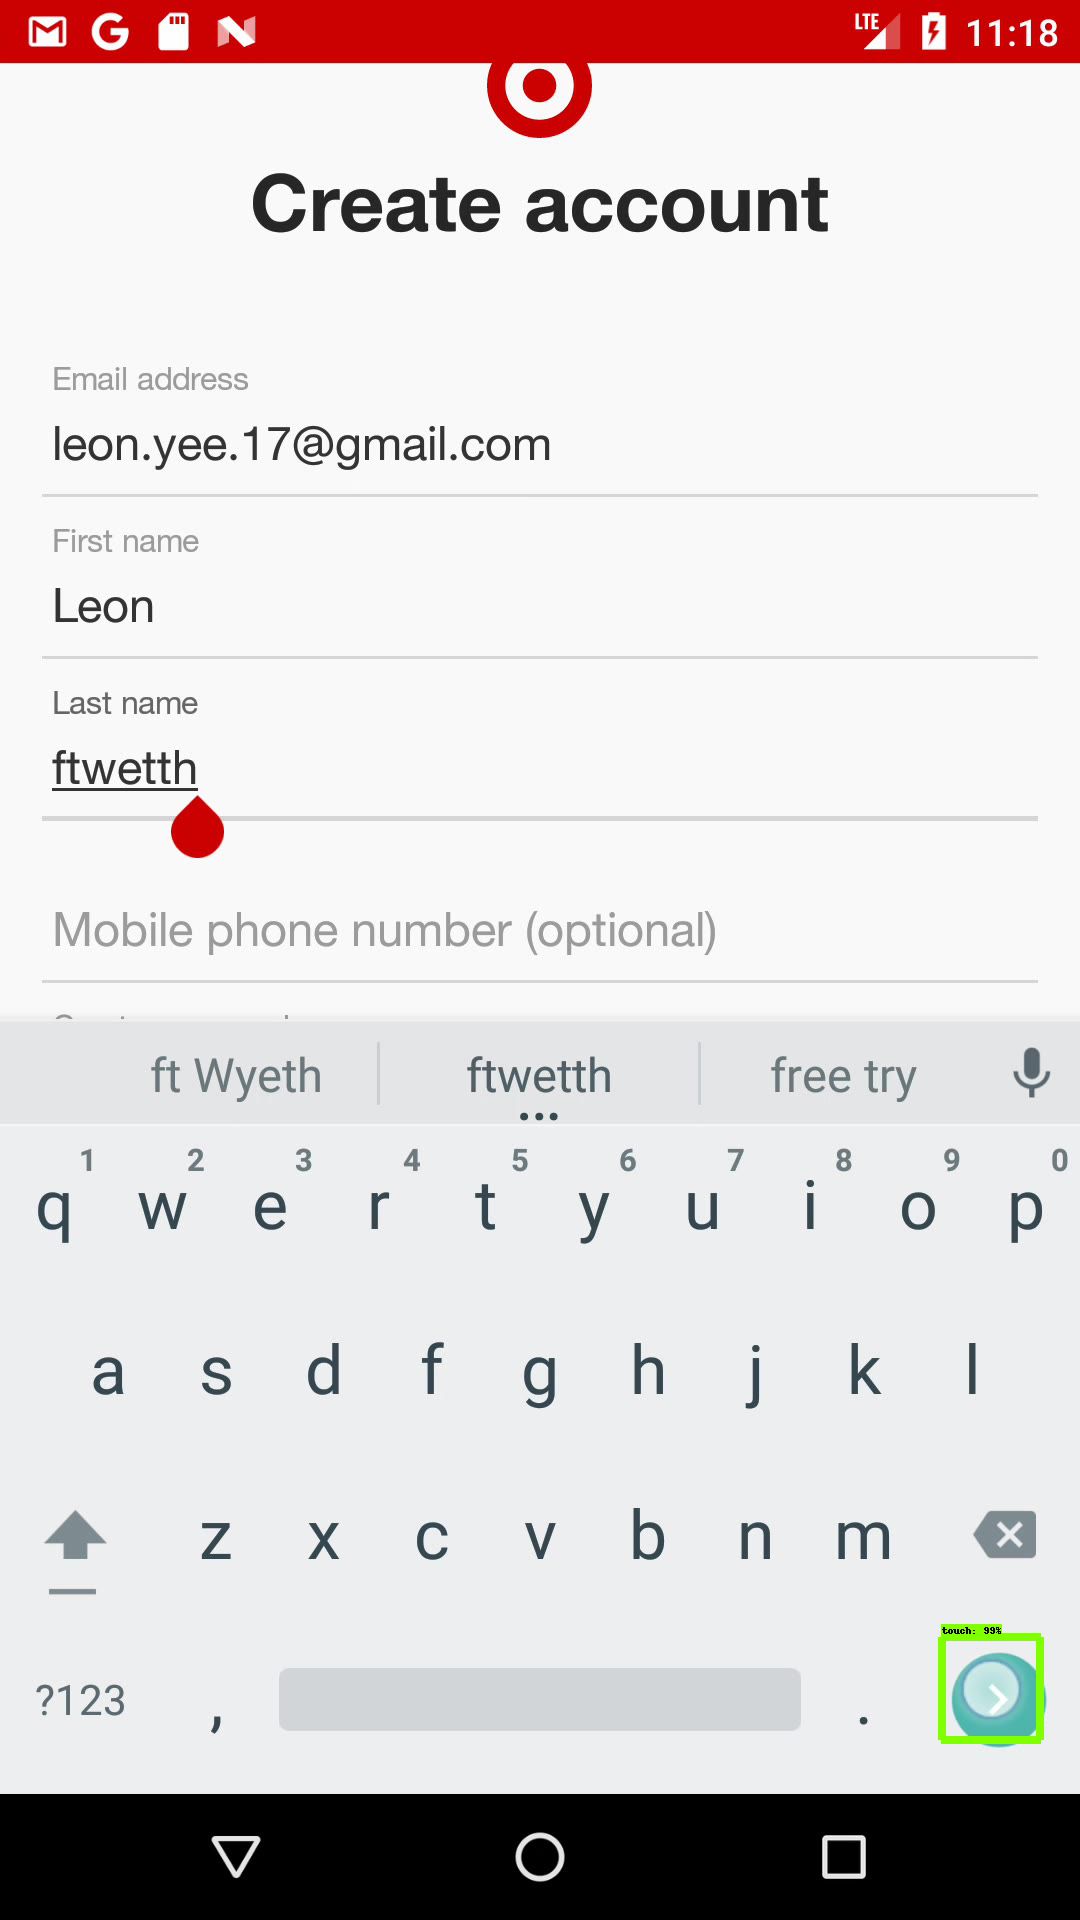 LTE 11:18
Create account
Email address
leon.yee.17@gmail.com
First name
Leon
Last name
ftwetth
Mobile phone number (optional)
ft Wyeth ftwetth free try
1 2 3 4 5 6 7 8 9 0
q w e r t y u i o p
a s d f g h j k l
z x c v b n m
touch: 99%
?123 , .